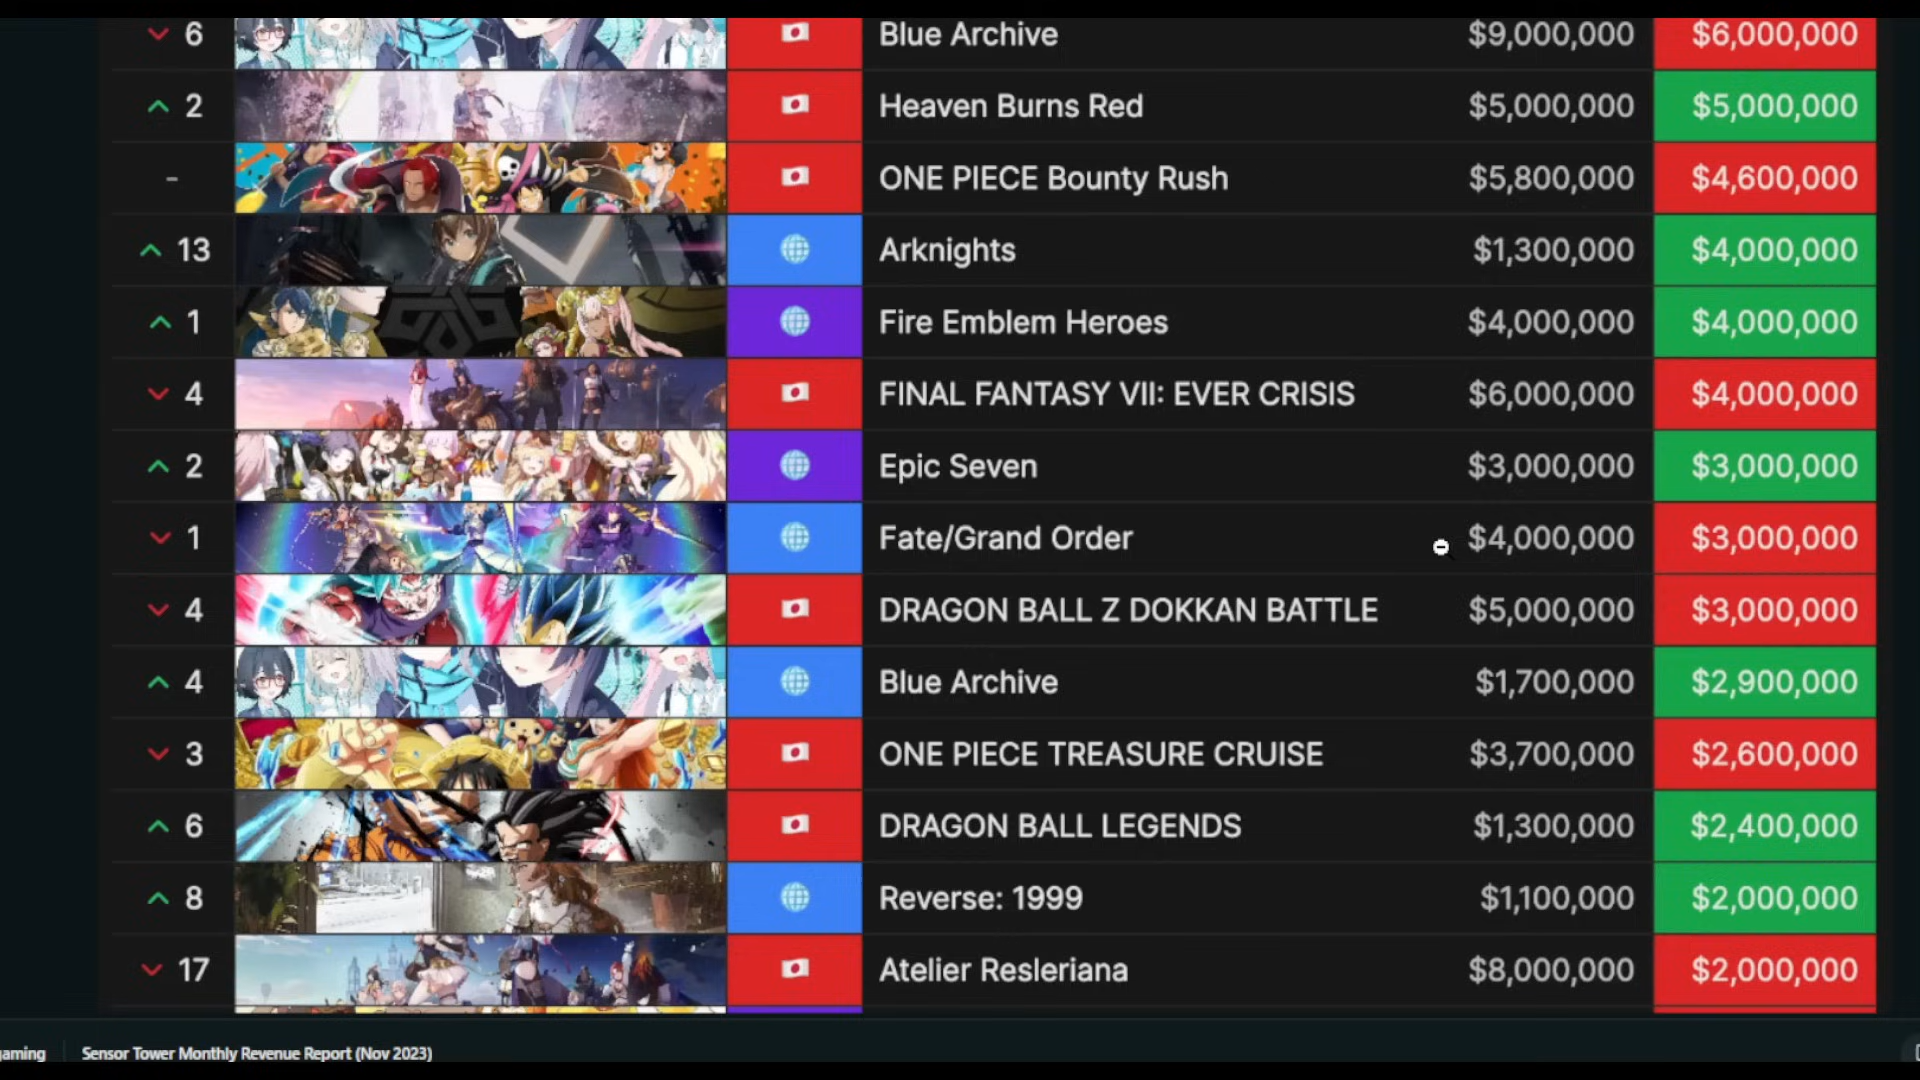 6 Blue Archive $9,000,000 $6,000,000
2 Heaven Burns Red $5,000,000 $5,000,000
- ONE PIECE Bounty Rush $5,800,000 $4,600,000
13 Arknights $1,300,000 $4,000,000
1 Fire Emblem Heroes $4,000,000 $4,000,000
4 FINAL FANTASY VII: EVER CRISIS $6,000,000 $4,000,000
2 Epic Seven $3,000,000 $3,000,000
1 Fate/Grand Order $4,000,000 $3,000,000
4 DRAGON BALL Z DOKKAN BATTLE $5,000,000 $3,000,000
4 Blue Archive $1,700,000 $2,900,000
3 ONE PIECE TREASURE CRUISE $3,700,000 $2,600,000
6 DRAGON BALL LEGENDS $1,300,000 $2,400,000
8 Reverse: 1999 $1,100,000 $2,000,000
17 Atelier Resleriana $8,000,000 $2,000,000
gaming Sensor Tower Monthly Revenue Report (Nov 2023)